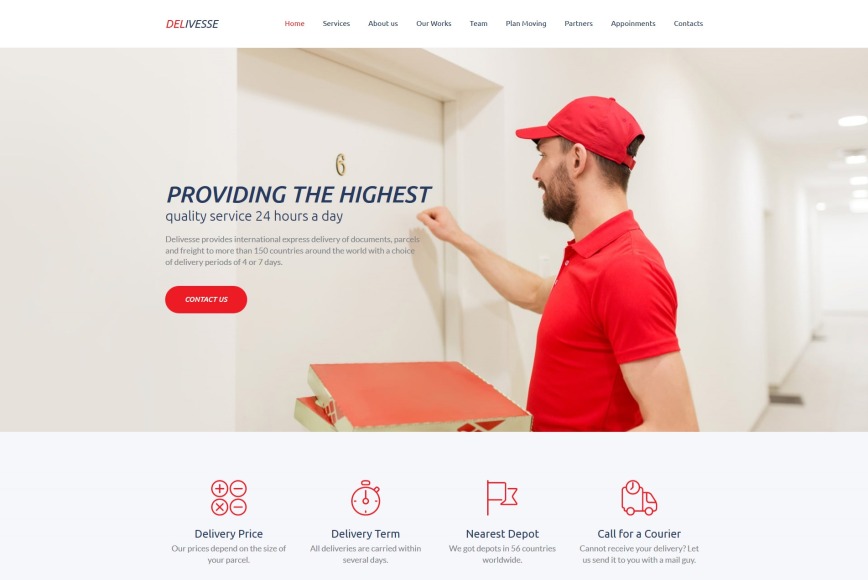 DELIVESSE
Home Services About us Our Works Team Plan Moving Partners Appoinments Contacts
6
PROVIDING THE HIGHEST
quality service 24 hours a day
Delivesse provides international express delivery of documents, parcels
and freight to more than 150 countries around the world with a choice
of delivery periods of 4 or 7 days.
CONTACT US
Delivery Price
Our prices depend on the size of
your parcel.
Delivery Term
All deliveries are carried within
several days.
Nearest Depot
We got depots in 56 countries
worldwide.
Call for a Courier
Cannot receive your delivery? Let
us send it to you with a mail guy.